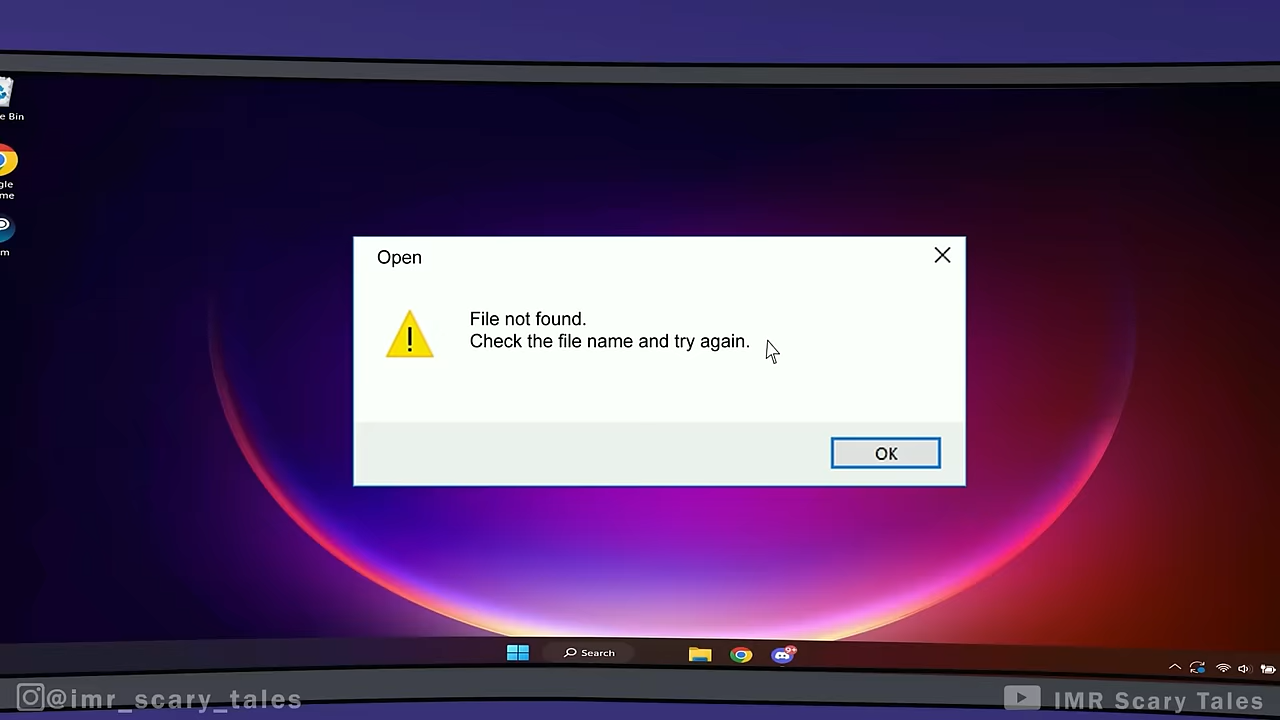 e Bin
gle
me
m
Open
File not found.
Check the file name and try again.
OK
Search
@imr_scary_tales
IMR Scary Tales